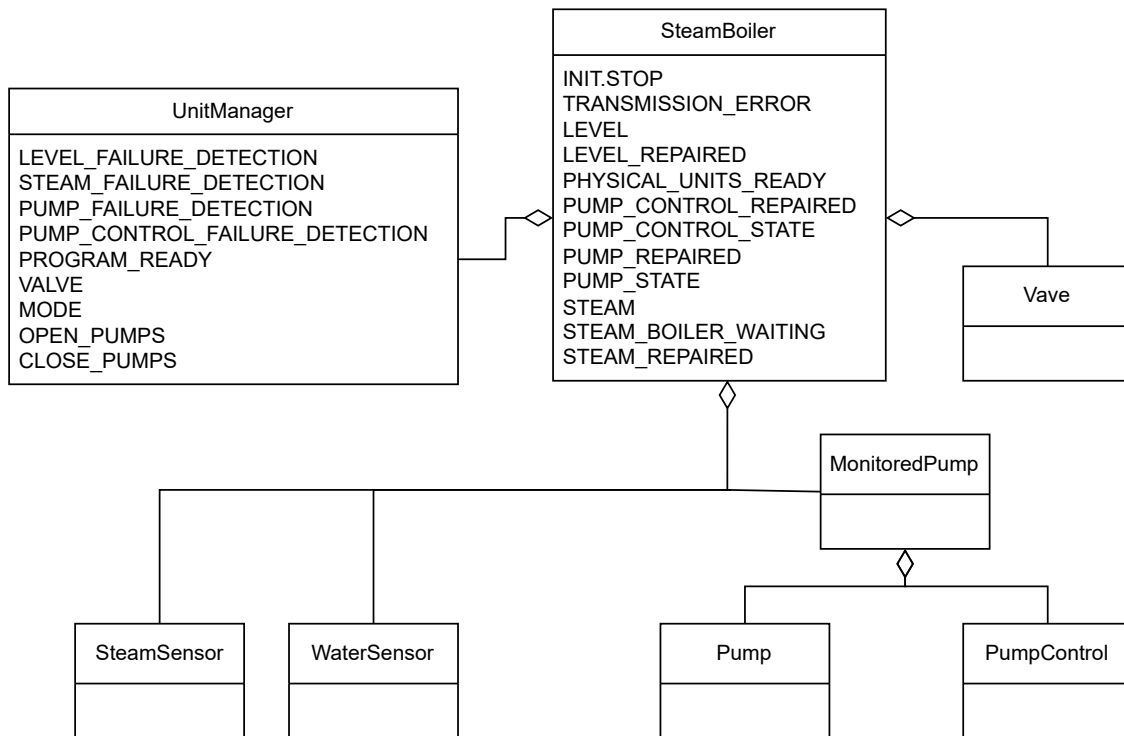 SteamBoiler
INIT.STOP
TRANSMISSION_ERROR
LEVEL
LEVEL_REPAIRED
PHYSICAL_UNITS_READY
PUMP_CONTROL_REPAIRED
PUMP_CONTROL_STATE
PUMP_REPAIRED
PUMP_STATE
STEAM
STEAM_BOILER_WAITING
STEAM_REPAIRED
UnitManager
LEVEL_FAILURE_DETECTION
STEAM_FAILURE_DETECTION
PUMP_FAILURE_DETECTION
PUMP_CONTROL_FAILURE_DETECTION
PROGRAM_READY
VALVE
MODE
OPEN_PUMPS
CLOSE_PUMPS
Vave
MonitoredPump
SteamSensor
WaterSensor
Pump
PumpControl